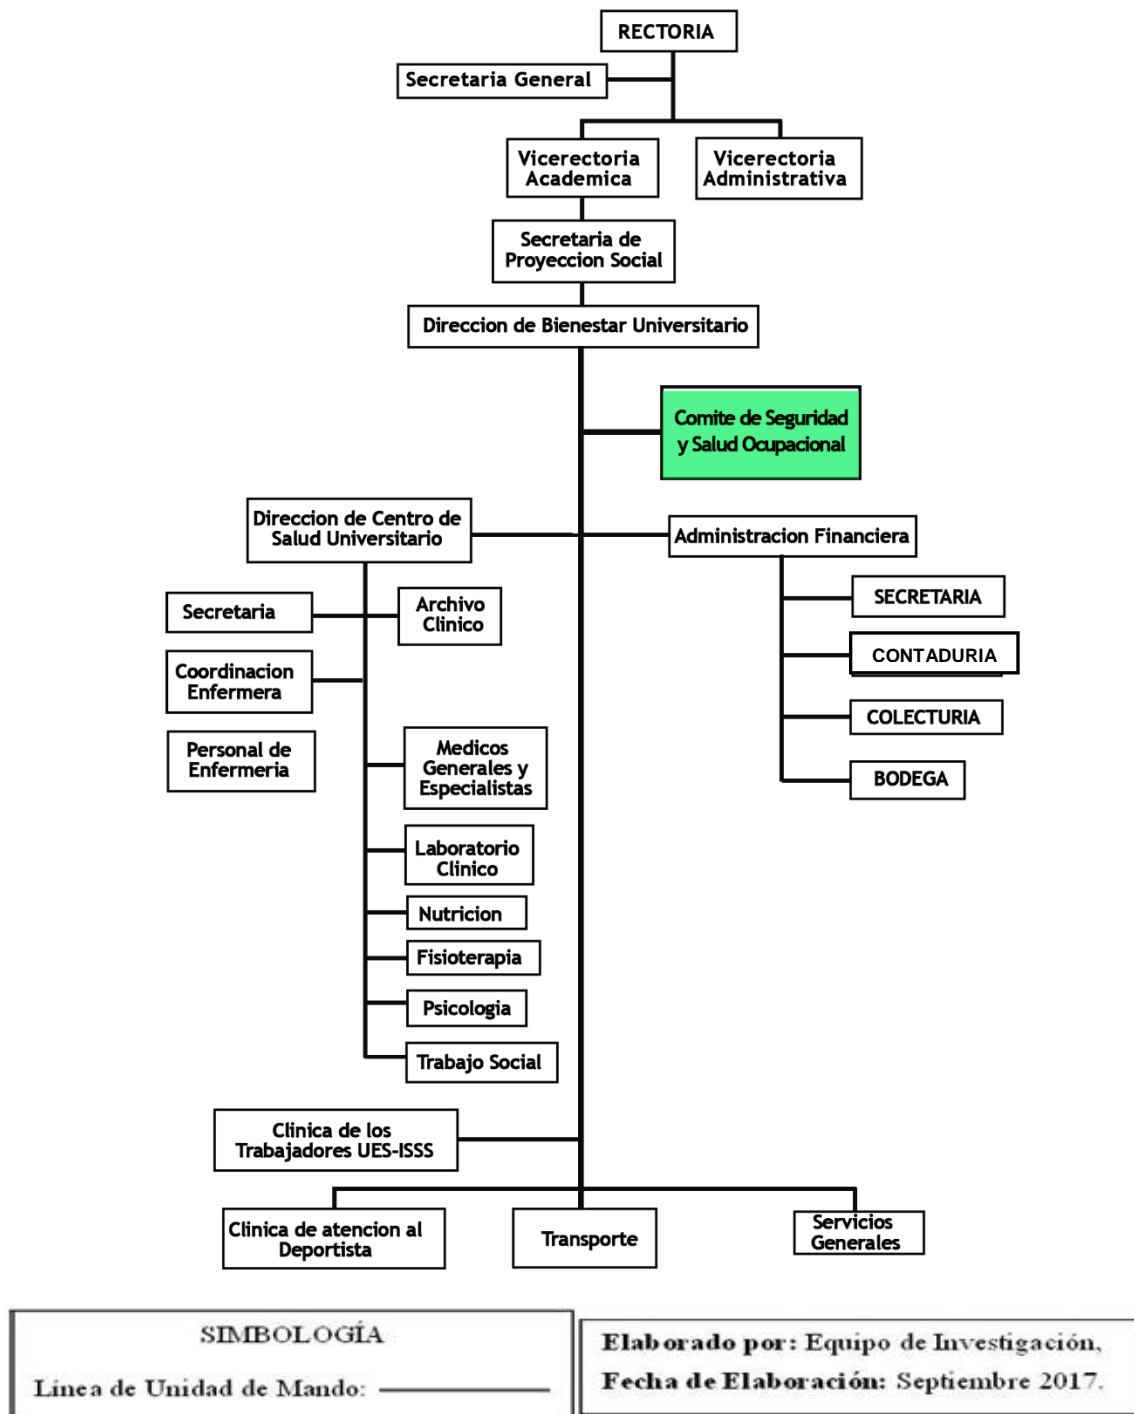 RECTORIA
Secretaria General
Vicerectoria
Academica
Vicerectoria
Administrativa
Secretaria de
Proyeccion Social
Direccion de Bienestar Universitario
Comite de Seguridad
y Salud Ocupacional
Direccion de Centro de
Salud Universitario
Administracion Financiera
Secretaria
Archivo
Clinico
Coordinacion
Enfermera
Personal de
Enfermeria
Medicos
Generales y
Especialistas
Laboratorio
Clinico
Nutricion
Fisioterapia
Psicologia
Trabajo Social
SECRETARIA
CONTADURIA
COLECTURIA
BODEGA
Clinica de los
Trabajadores UES-ISSS
Clinica de atencion al
Deportista
Transporte
Servicios
Generales
SIMBOLOGÍA
Línea de Unidad de Mando:
Elaborado por: Equipo de Investigación,
Fecha de Elaboración: Septiembre 2017.